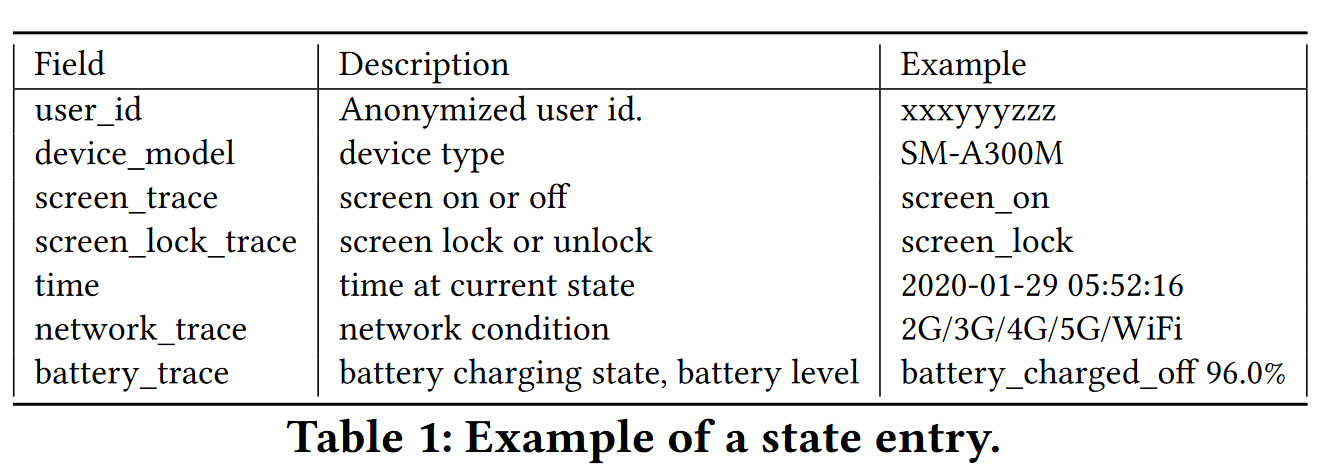 Field Description Example
user_id Anonymized user id. xxxyyyzzz
device_model device type SM-A300M
screen_trace screen on or off screen_on
screen_lock_trace screen lock or unlock screen_lock
time time at current state 2020-01-29 05:52:16
network_trace network condition 2G/3G/4G/5G/WiFi
battery_trace battery charging state, battery level battery_charged_off 96.0%
Table 1: Example of a state entry.